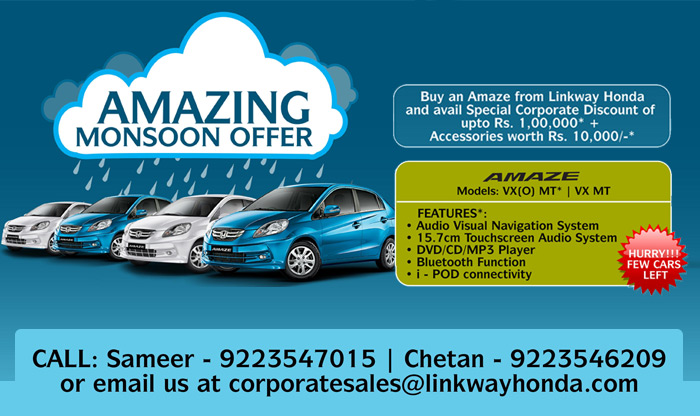 AMAZING
MONSOON OFFER
Buy an Amaze from Linkway Honda
and avail Special Corporate Discount of
upto Rs. 1,00,000* +
Accessories worth Rs. 10,000/-*
AMAZE
Models: VX(O) MT* | VX MT
FEATURES*:
• Audio Visual Navigation System
• 15.7cm Touchscreen Audio System
• DVD/CD/MP3 Player
• Bluetooth Function
• i - POD connectivity
HURRY!!!
FEW CARS
LEFT
AMAZE
CALL: Sameer - 9223547015 | Chetan - 9223546209
or email us at corporatesales@linkwayhonda.com